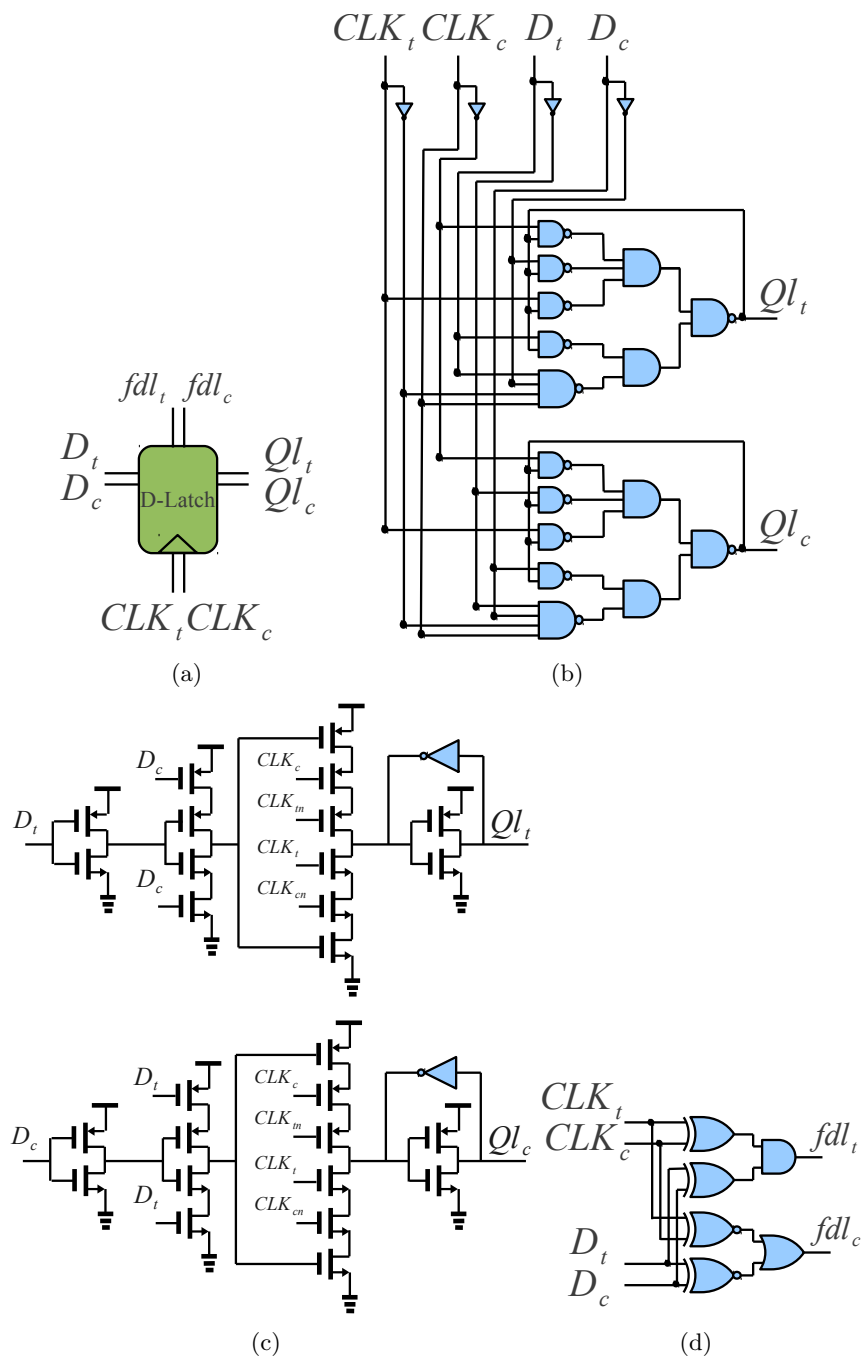 CLK_t CLK_c D_t D_c
Ql_t
fdl_t fdl_c
D_t
D_c
D-Latch
Ql_t
Ql_c
CLK_t CLK_c
(a)
Ql_c
(b)
D_t
D_c
D_c
CLK_c
CLK_tn
CLK_t
CLK_cn
Ql_t
D_c
D_t
D_t
CLK_c
CLK_tn
CLK_t
CLK_cn
Ql_c
(c)
CLK_t
CLK_c
D_t
D_c
fdl_t
fdl_c
(d)